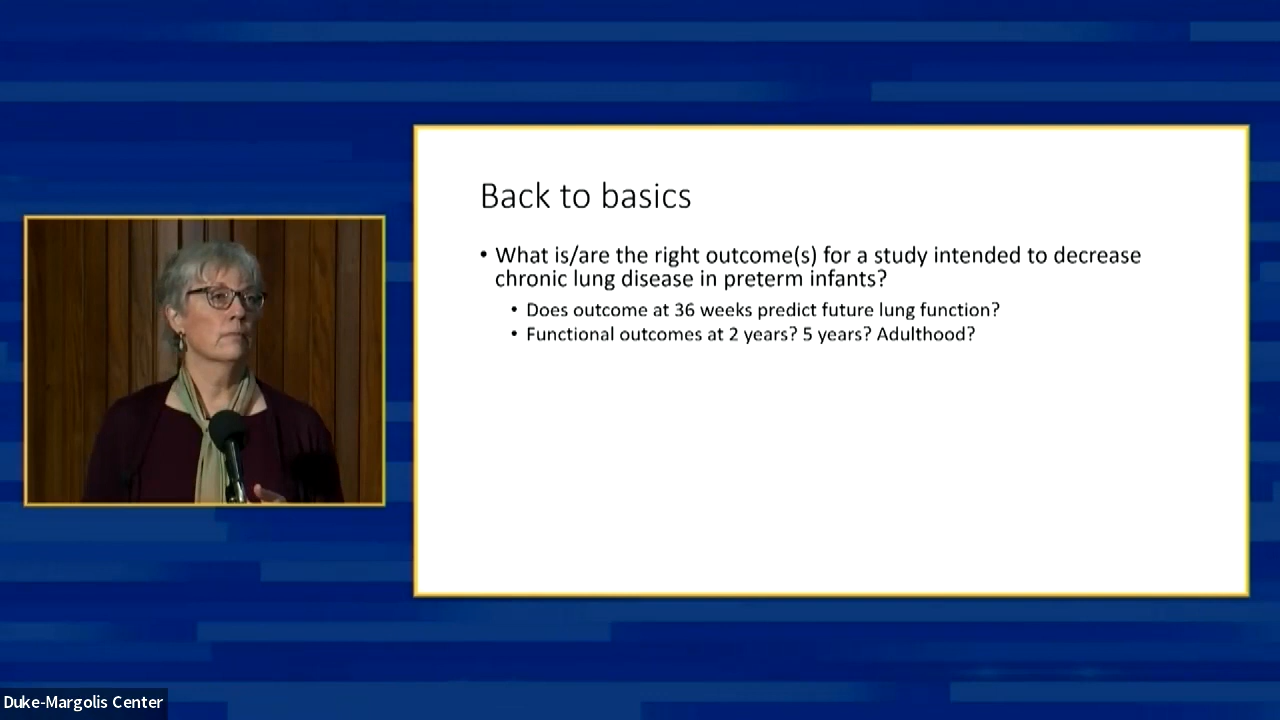 Back to basics
• What is/are the right outcome(s) for a study intended to decrease
chronic lung disease in preterm infants?
• Does outcome at 36 weeks predict future lung function?
• Functional outcomes at 2 years? 5 years? Adulthood?
Duke-Margolis Center